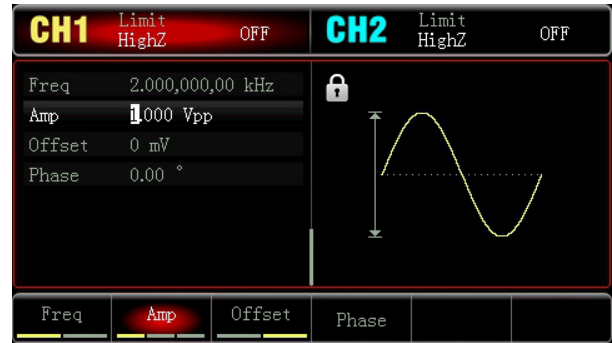 CH1 Limit HighZ OFF CH2 Limit HighZ OFF
Freq 2.000,000,00 kHz
Amp 1.000 Vpp
Offset 0 mV
Phase 0.00 °
Freq Amp Offset Phase